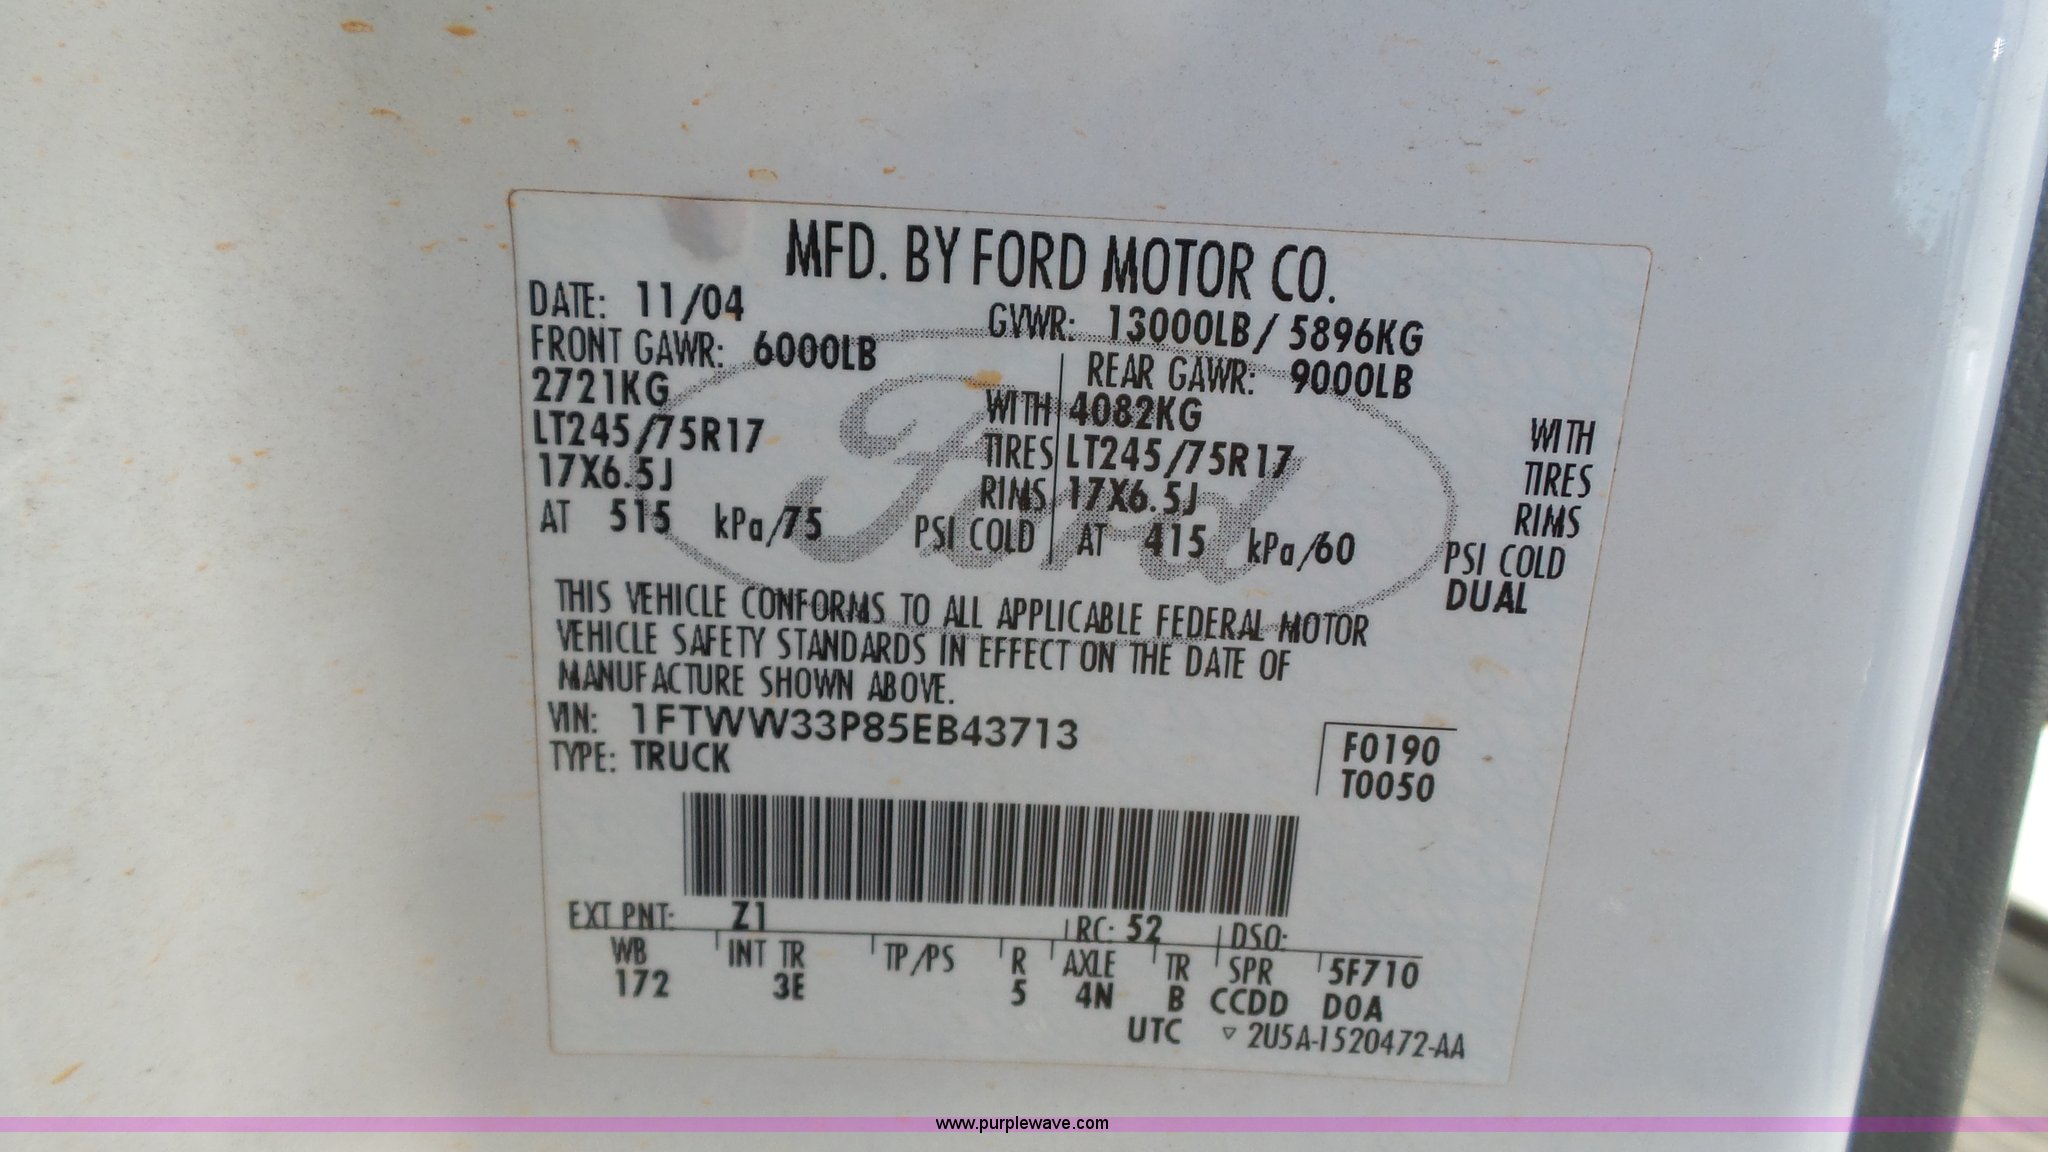 MFD. BY FORD MOTOR CO.
DATE: 11/04 GVWR: 13000LB/ 5896KG
FRONT GAWR: 6000LB REAR GAWR: 9000LB
2721KG WITH 4082KG WITH
LT245/75R17 TIRES LT245/75R17 TIRES
17X6.5J RIMS 17X6.5J RIMS
AT 515 kPa/75 PSI COLD AT 415 kPa/60 PSI COLD
DUAL
Ford
THIS VEHICLE CONFORMS TO ALL APPLICABLE FEDERAL MOTOR
VEHICLE SAFETY STANDARDS IN EFFECT ON THE DATE OF
MANUFACTURE SHOWN ABOVE.
VIN: 1FTWW33P85EB43713
TYPE: TRUCK
F0190
T0050
EXT PNT: Z1 RC: 52 DSO:
WB INT TR TP/PS R AXLE TR SPR 5F710
172 3E 5 4N B CCDD D0A
UTC ▽ 2U5A-1520472-AA
www.purplewave.com